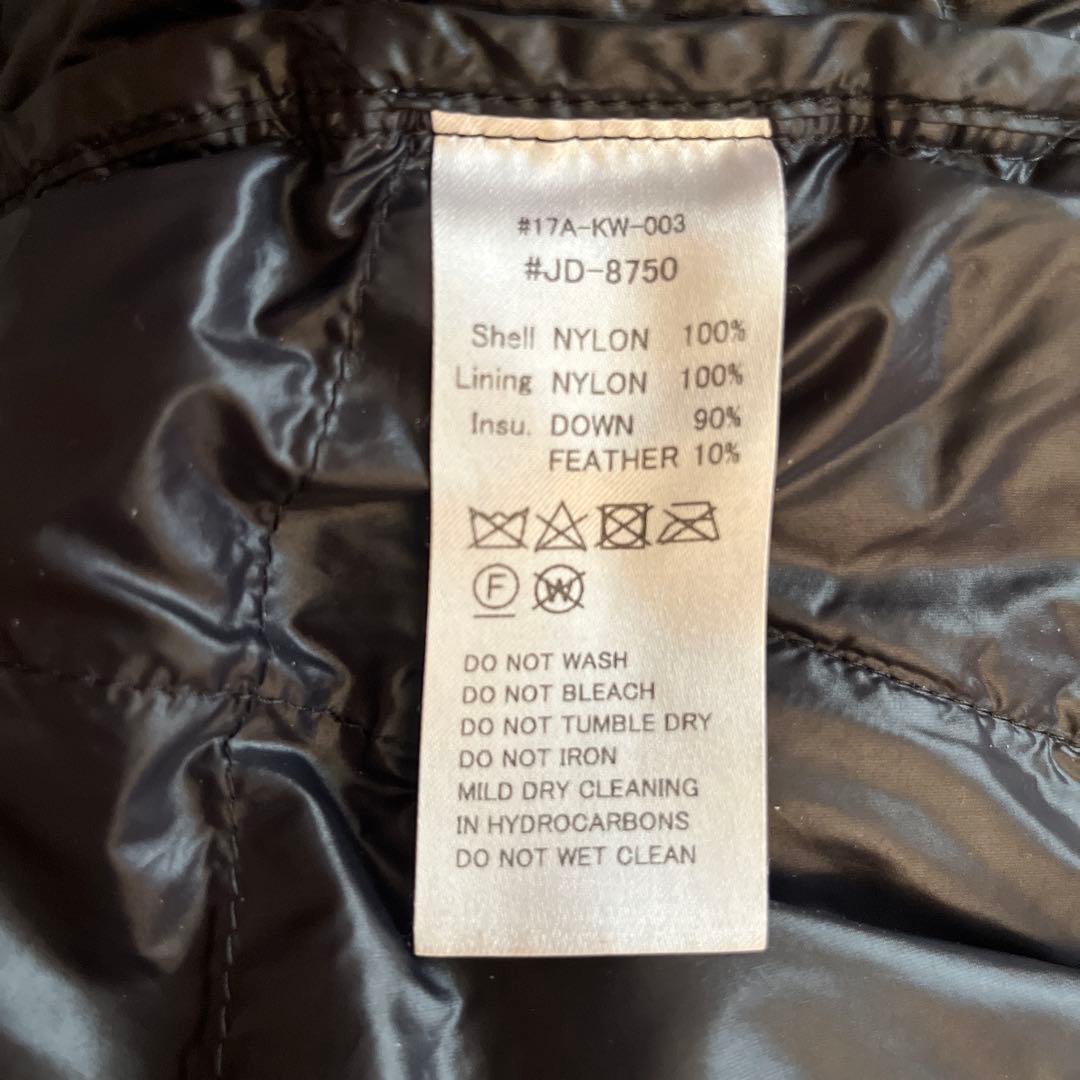 #17A-KW-003
#JD-8750
Shell NYLON 100%
Lining NYLON 100%
Insu. DOWN 90%
FEATHER 10%
F W
DO NOT WASH
DO NOT BLEACH
DO NOT TUMBLE DRY
DO NOT IRON
MILD DRY CLEANING
IN HYDROCARBONS
DO NOT WET CLEAN